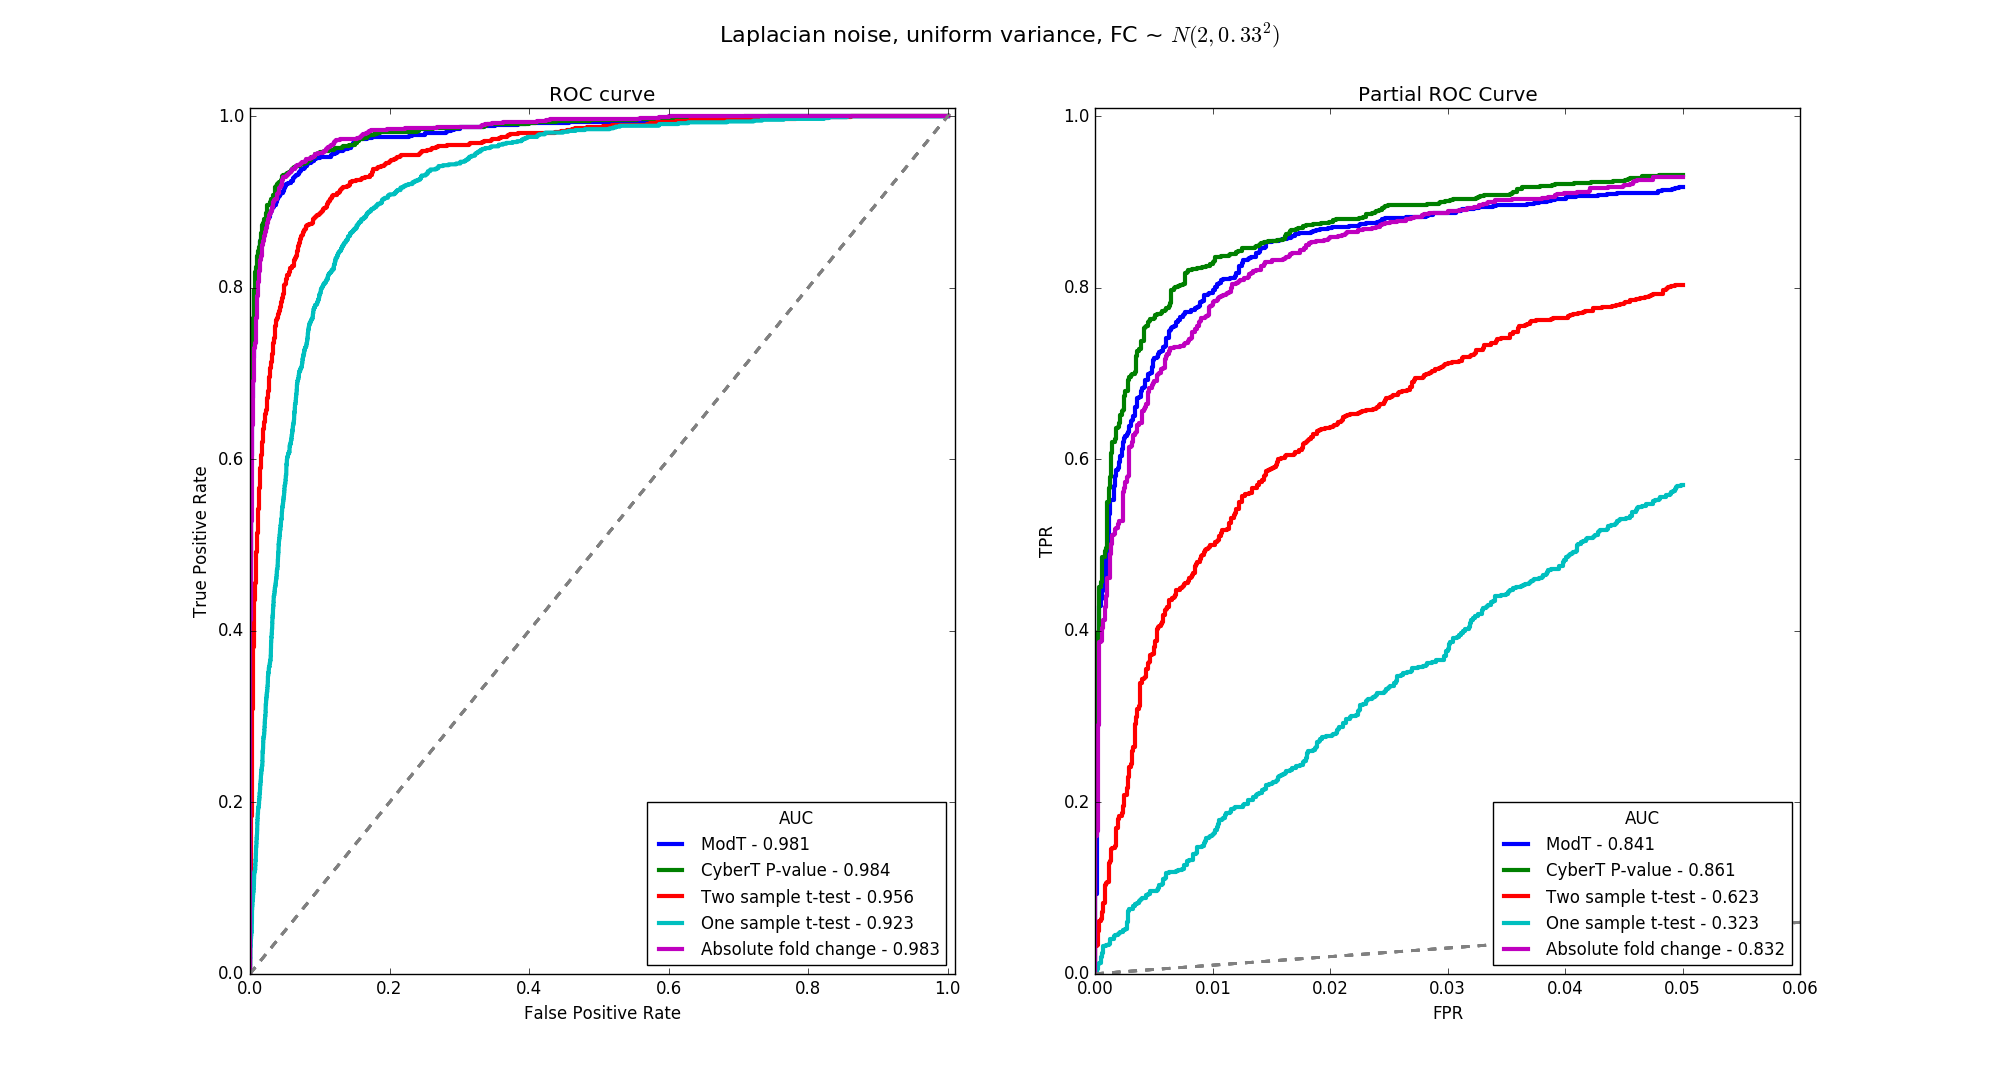 Laplacian noise, uniform variance, FC ~ N(2, 0.33²)
ROC curve
1.0
0.8
0.6
0.4
0.2
0.0
True Positive Rate
0.0 0.2 0.4 0.6 0.8 1.0
False Positive Rate
AUC
ModT - 0.981
CyberT P-value - 0.984
Two sample t-test - 0.956
One sample t-test - 0.923
Absolute fold change - 0.983
Partial ROC Curve
1.0
0.8
0.6
0.4
0.2
0.0
TPR
0.00 0.01 0.02 0.03 0.04 0.05 0.06
FPR
AUC
ModT - 0.841
CyberT P-value - 0.861
Two sample t-test - 0.623
One sample t-test - 0.323
Absolute fold change - 0.832